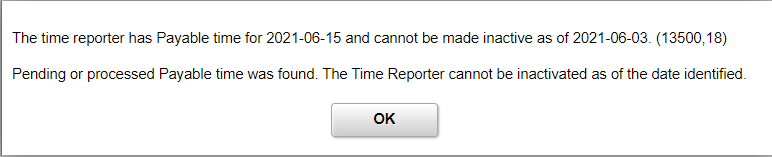 The time reporter has Payable time for 2021-06-15 and cannot be made inactive as of 2021-06-03. (13500,18)
Pending or processed Payable time was found. The Time Reporter cannot be inactivated as of the date identified.
OK